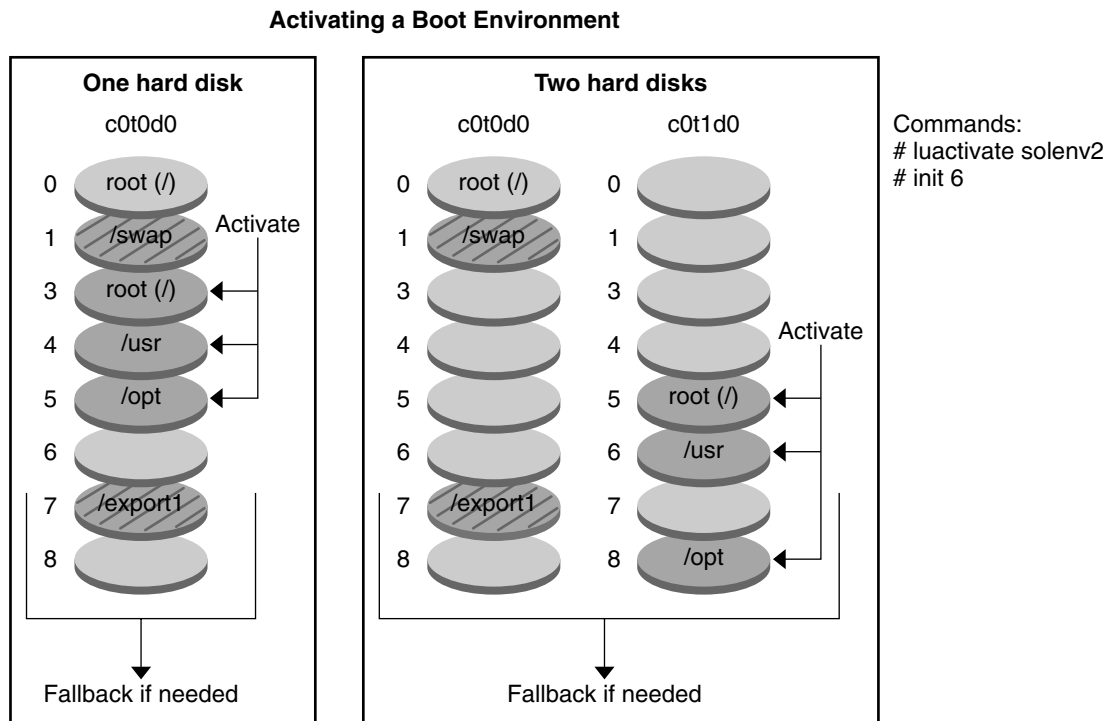 Activating a Boot Environment
One hard disk
c0t0d0
0 root (/)
1 /swap
Activate
3 root (/)
4 /usr
5 /opt
6
7 /export1
8
Fallback if needed
Two hard disks
c0t0d0
0 root (/)
1 /swap
3
4
5
6
7 /export1
8
c0t1d0
0
1
3
4
Activate
5 root (/)
6 /usr
7
8 /opt
Fallback if needed
Commands:
# luactivate solenv2
# init 6